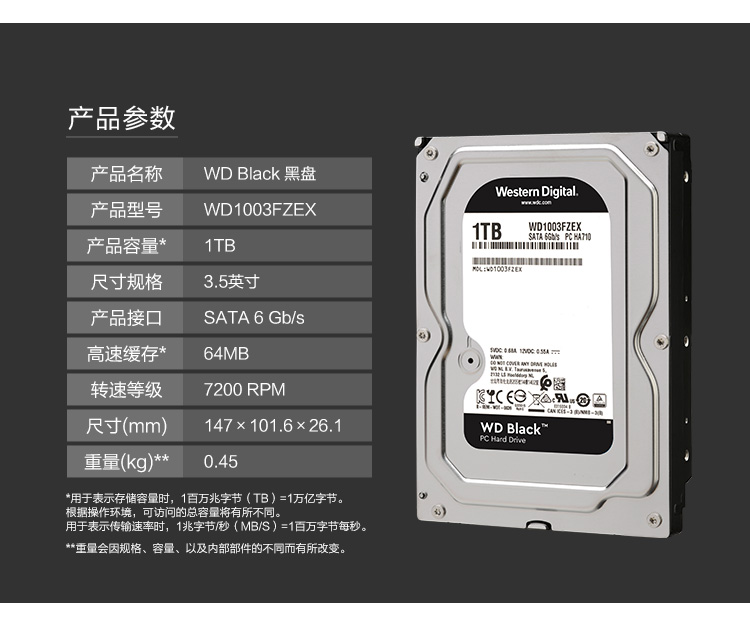 产品参数
产品名称 WD Black 黑盘
产品型号 WD1003FZEX
产品容量* 1TB
尺寸规格 3.5英寸
产品接口 SATA 6 Gb/s
高速缓存* 64MB
转速等级 7200 RPM
尺寸(mm) 147 × 101.6 × 26.1
重量(kg)** 0.45
*用于表示存储容量时，1百万兆字节（TB）=1万亿字节。
根据操作环境，可访问的总容量将有所不同。
用于表示传输速率时，1兆字节/秒（MB/S）=1百万字节每秒。
**重量会因规格、容量、以及内部部件的不同而有所改变。
Western Digital.
www.wdc.com
1TB WD1003FZEX
SATA 6Gb/s PC HA710
MDL:WD1003FZEX
5VDC: 0.68A 12VDC: 0.55A
WWN
DO NOT COVER ANY DRIVE HOLES
WD Black™
PC Hard Drive